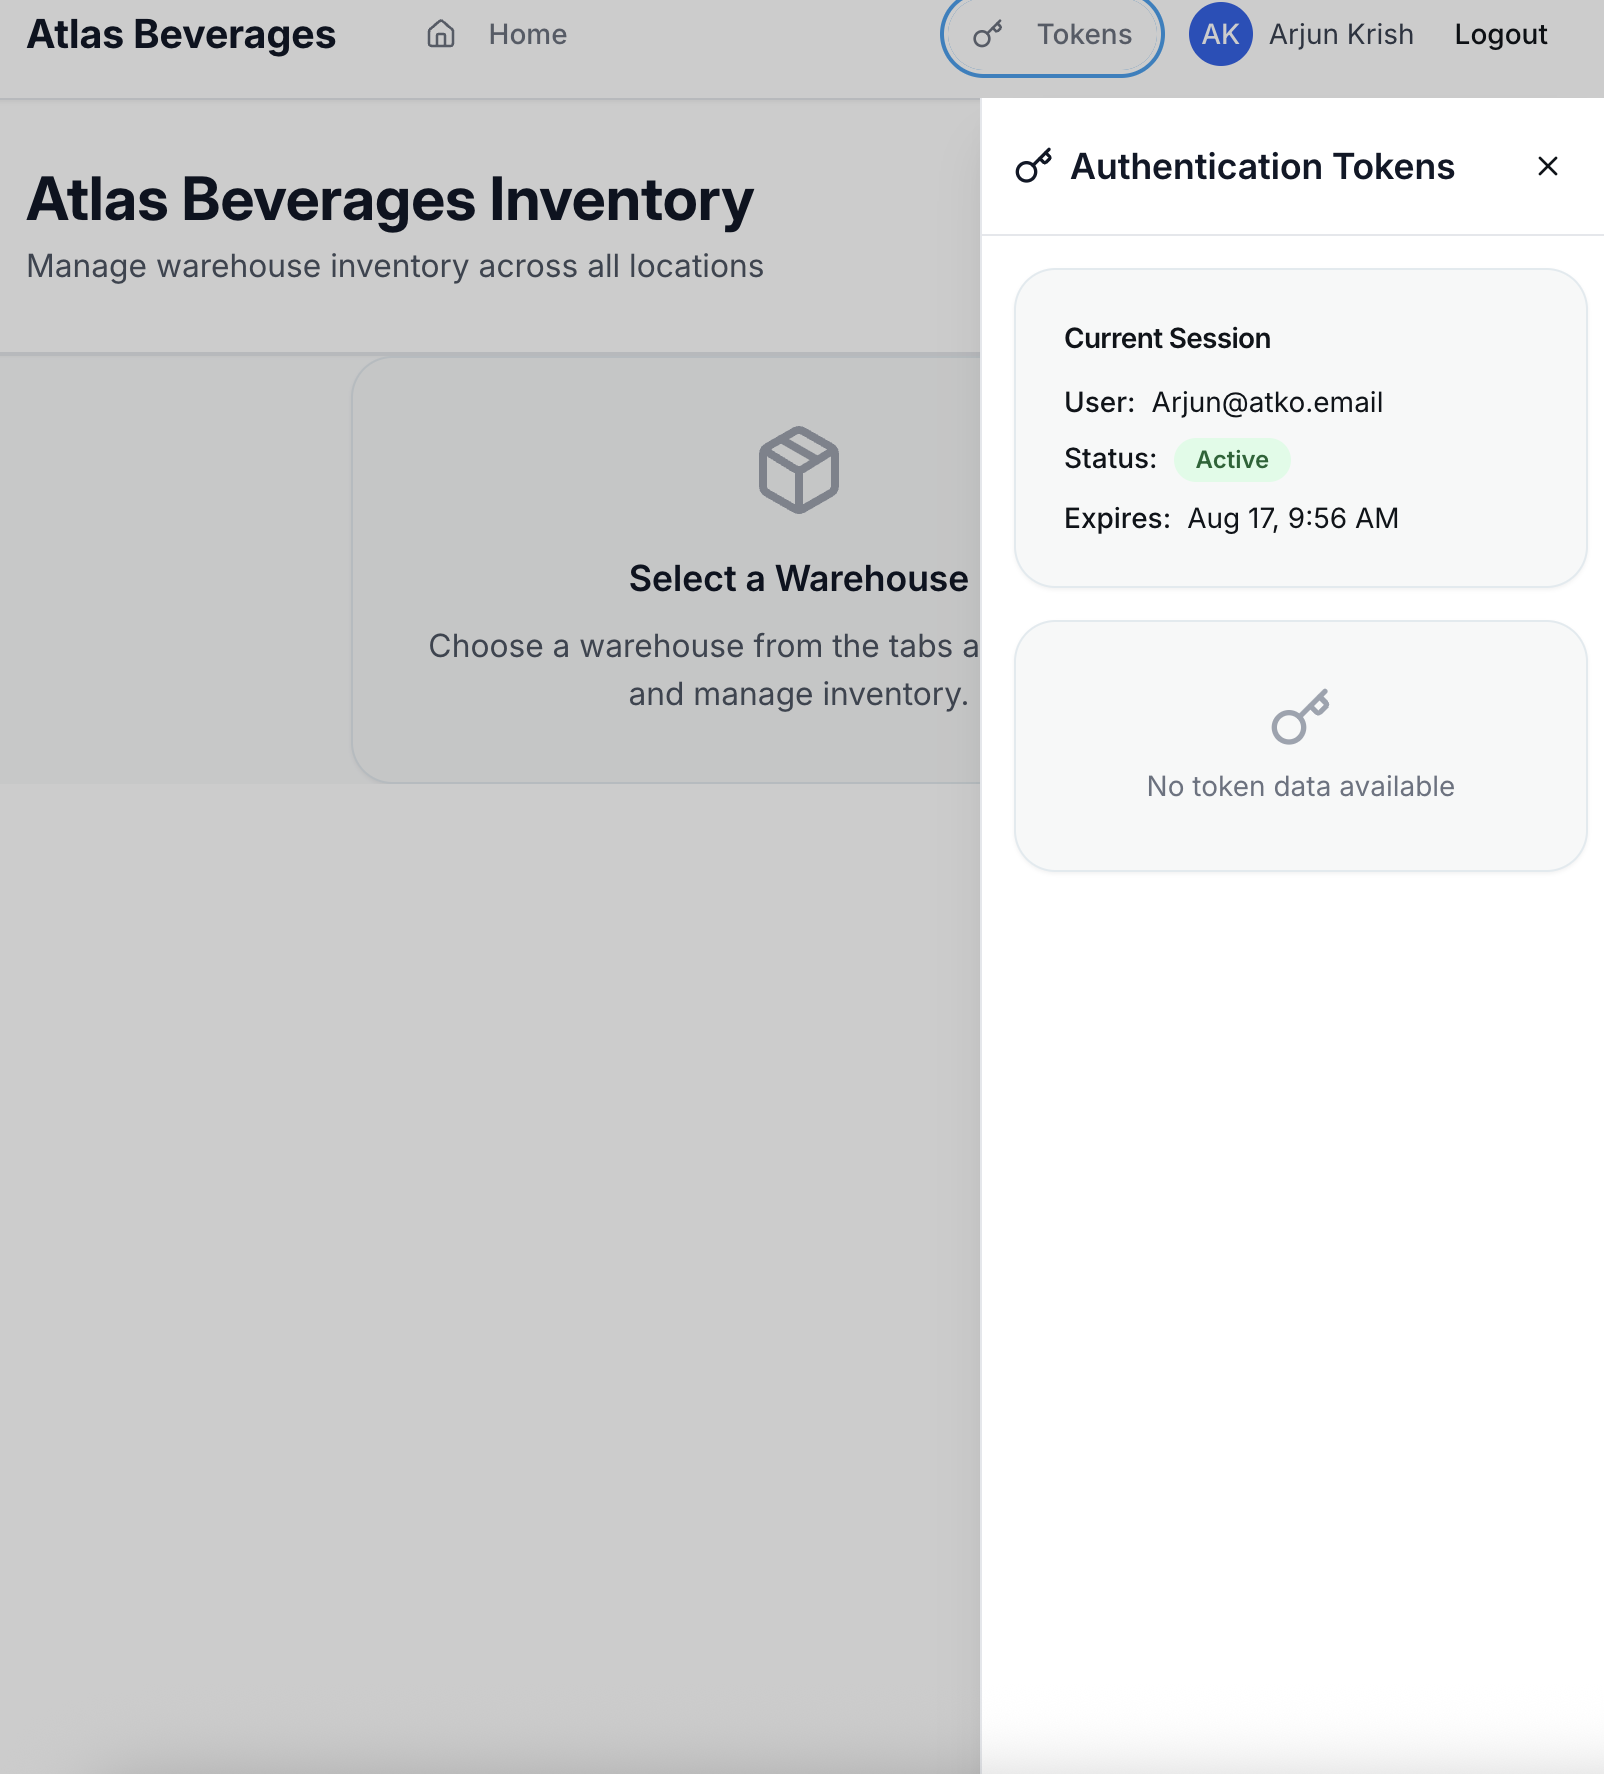 Atlas Beverages
Home
Tokens
AK
Arjun Krish
Logout
Atlas Beverages Inventory
Manage warehouse inventory across all locations
Select a Warehouse
Choose a warehouse from the tabs a
and manage inventory.
Authentication Tokens
Current Session
User: Arjun@atko.email
Status: Active
Expires: Aug 17, 9:56 AM
No token data available